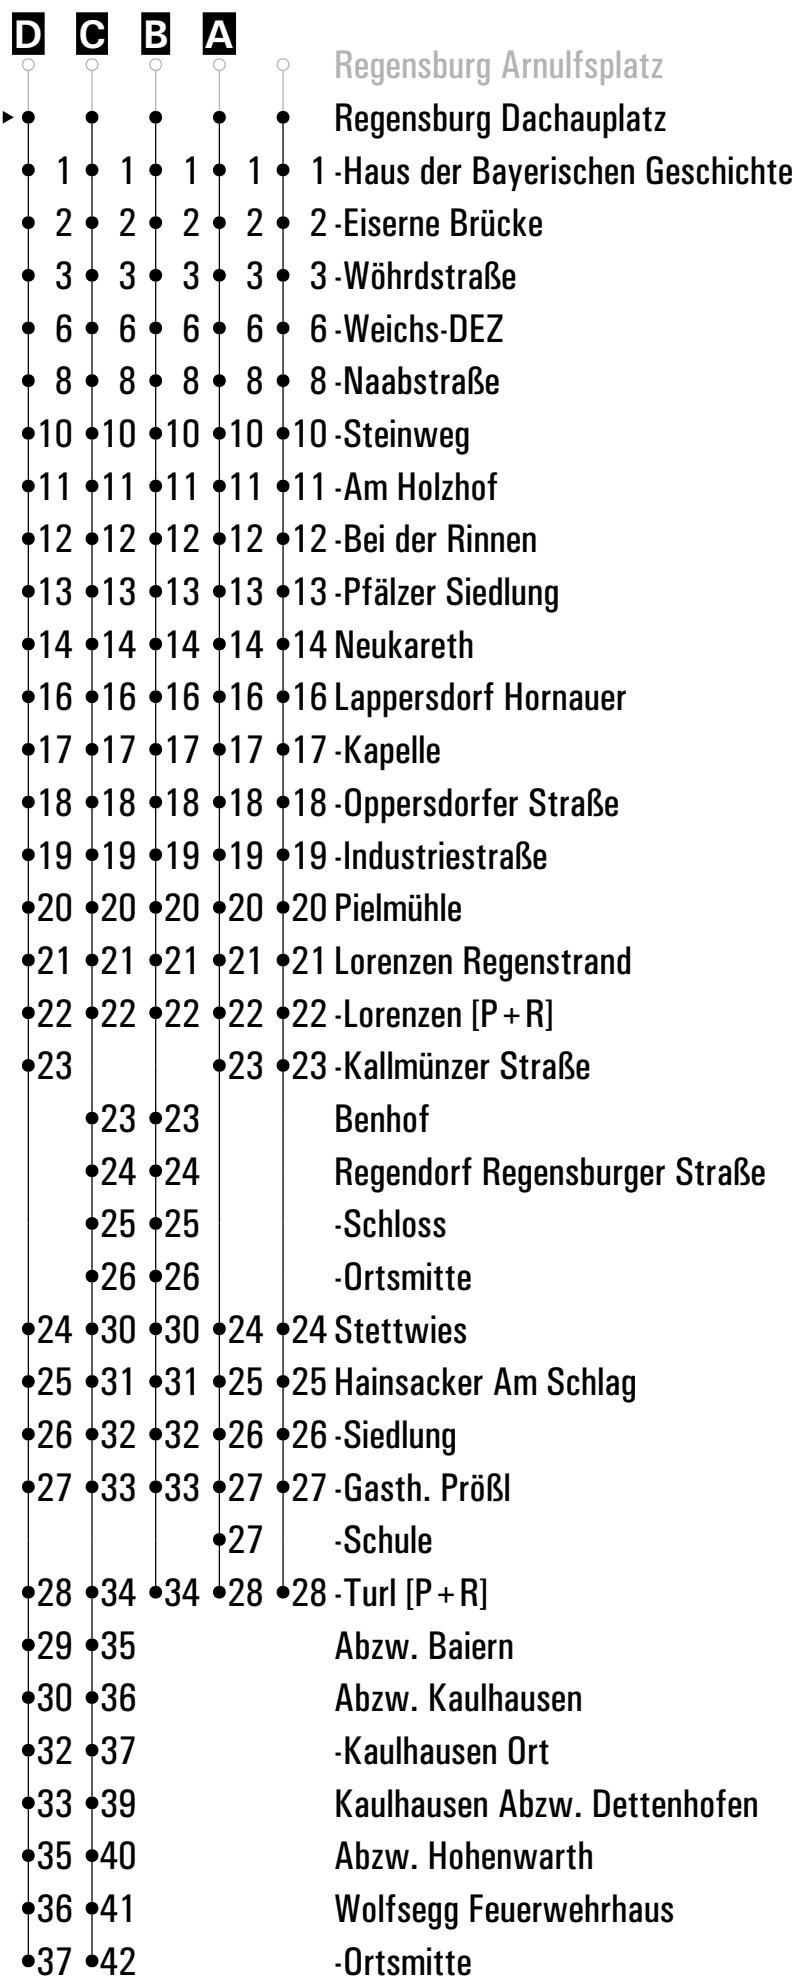 D C B A
Regensburg Arnulfsplatz
Regensburg Dachauplatz
1 1 1 1 1 -Haus der Bayerischen Geschichte
2 2 2 2 2 -Eiserne Brücke
3 3 3 3 3 -Wöhrdstraße
6 6 6 6 6 -Weichs-DEZ
8 8 8 8 8 -Naabstraße
10 10 10 10 10 -Steinweg
11 11 11 11 11 -Am Holzhof
12 12 12 12 12 -Bei der Rinnen
13 13 13 13 13 -Pfälzer Siedlung
14 14 14 14 14 Neukareth
16 16 16 16 16 Lappersdorf Hornauer
17 17 17 17 17 -Kapelle
18 18 18 18 18 -Oppersdorfer Straße
19 19 19 19 19 -Industriestraße
20 20 20 20 20 Pielmühle
21 21 21 21 21 Lorenzen Regenstrand
22 22 22 22 22 -Lorenzen [P+R]
23 23 23 -Kallmünzer Straße
23 23 Benhof
24 24 Regendorf Regensburger Straße
25 25 -Schloss
26 26 -Ortsmitte
24 30 30 24 24 Stettwies
25 31 31 25 25 Hainsacker Am Schlag
26 32 32 26 26 -Siedlung
27 33 33 27 27 -Gasth. Prößl
27 -Schule
28 34 34 28 28 -Turl [P+R]
29 35 Abzw. Baiern
30 36 Abzw. Kaulhausen
32 37 -Kaulhausen Ort
33 39 Kaulhausen Abzw. Dettenhofen
35 40 Abzw. Hohenwarth
36 41 Wolfsegg Feuerwehrhaus
37 42 -Ortsmitte